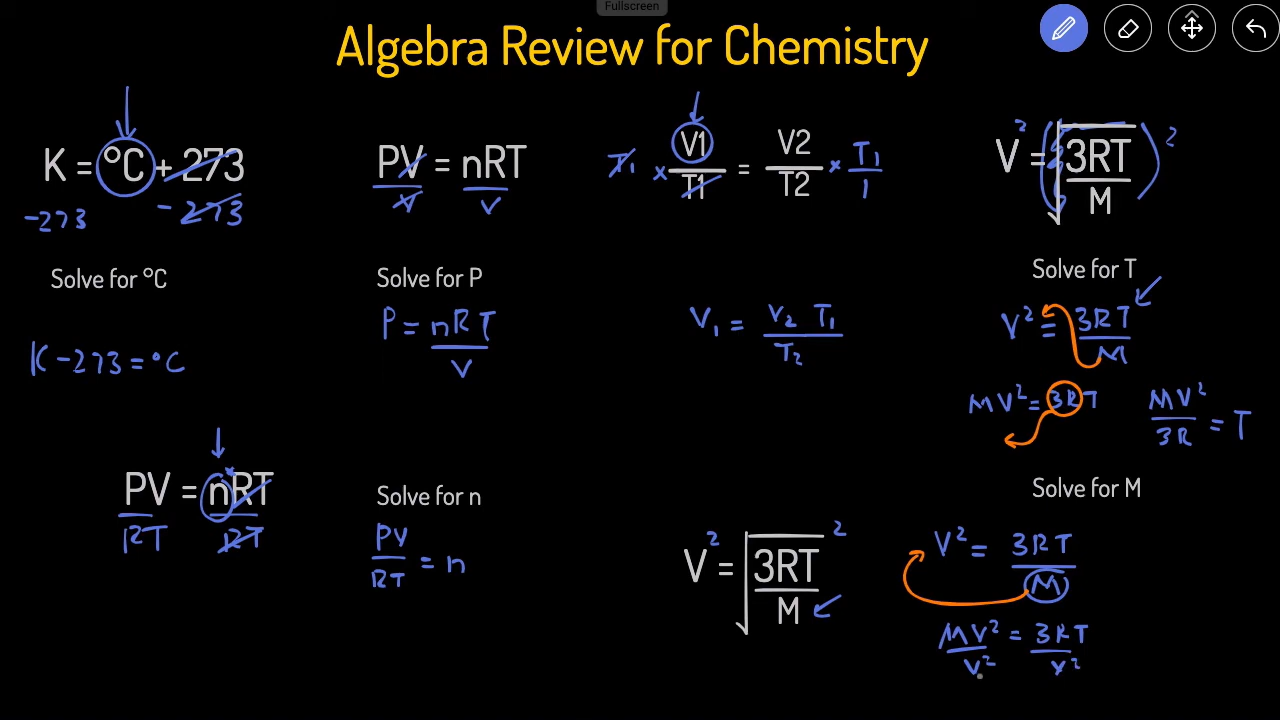 Fullscreen
Algebra Review for Chemistry
K = °C + 273
-273 -273
Solve for °C
K -273 = °C
PV = nRT
V V
Solve for P
P = nRT
V
T1 × V1 = V2 × T1
T1 T2 1
V1 = V2 T1
T2
V² = (√3RT)²
M
Solve for T
V² = 3RT
M
MV² = 3RT
MV² = T
3R
PV = nRT
RT RT
Solve for n
PV = n
RT
V² = √3RT ²
M
Solve for M
V² = 3RT
M
MV² = 3RT
V² V²